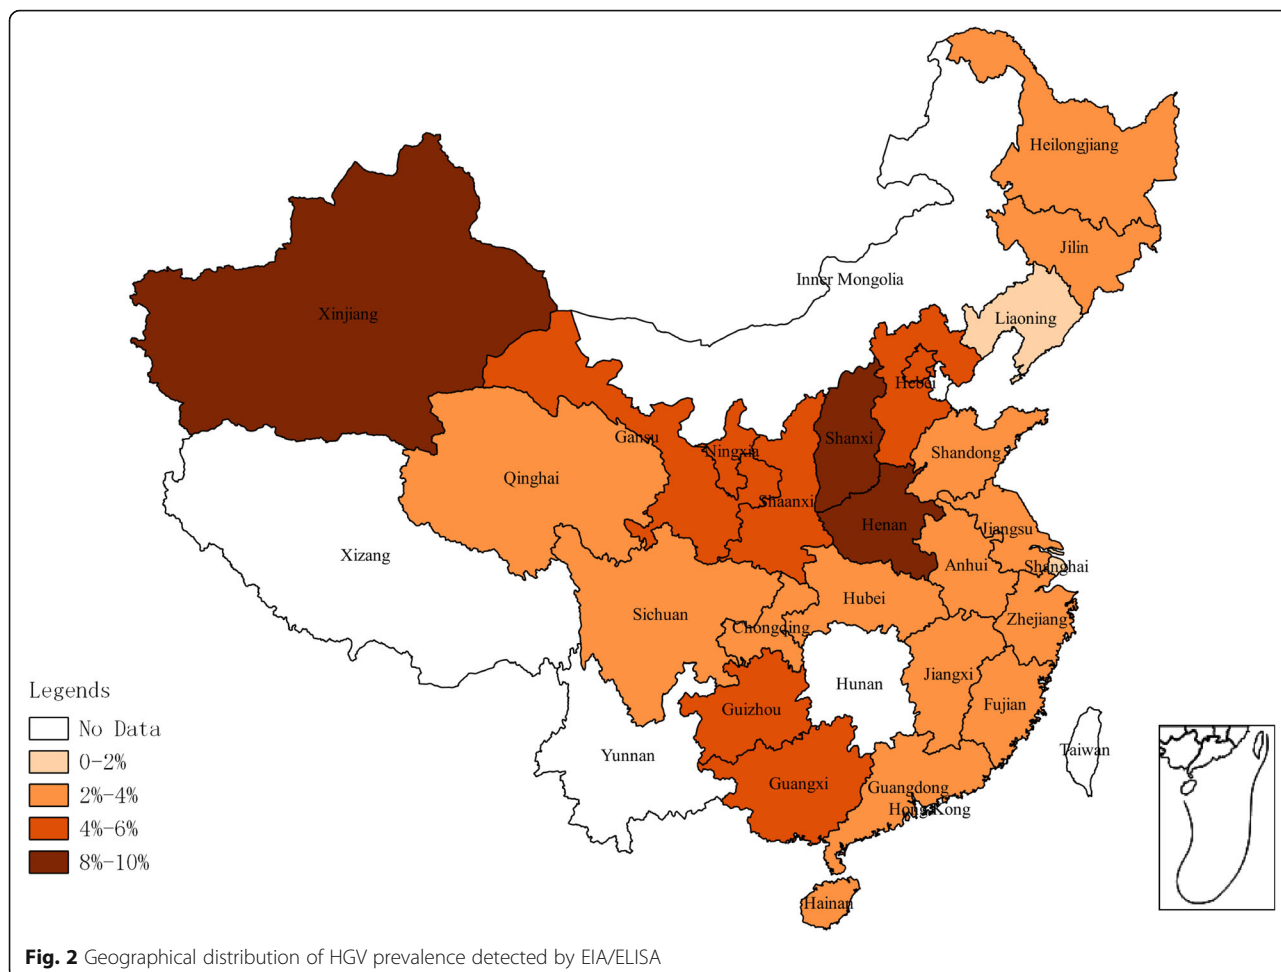 Heilongjiang
Jilin
Inner Mongolia
Xinjiang
Liaoning
Hebei
Gansu
Shanxi
Ningxia
Shandong
Qinghai
Shaanxi
Henan
Jiangsu
Xizang
Anhui
Shanghai
Hubei
Sichuan
Zhejiang
Chongqing
Jiangxi
Hunan
Fujian
Guizhou
Yunnan
Taiwan
Guangxi
Guangdong
Hong Kong
Hainan
Legends
No Data
0-2%
2%-4%
4%-6%
8%-10%
Fig. 2 Geographical distribution of HGV prevalence detected by EIA/ELISA